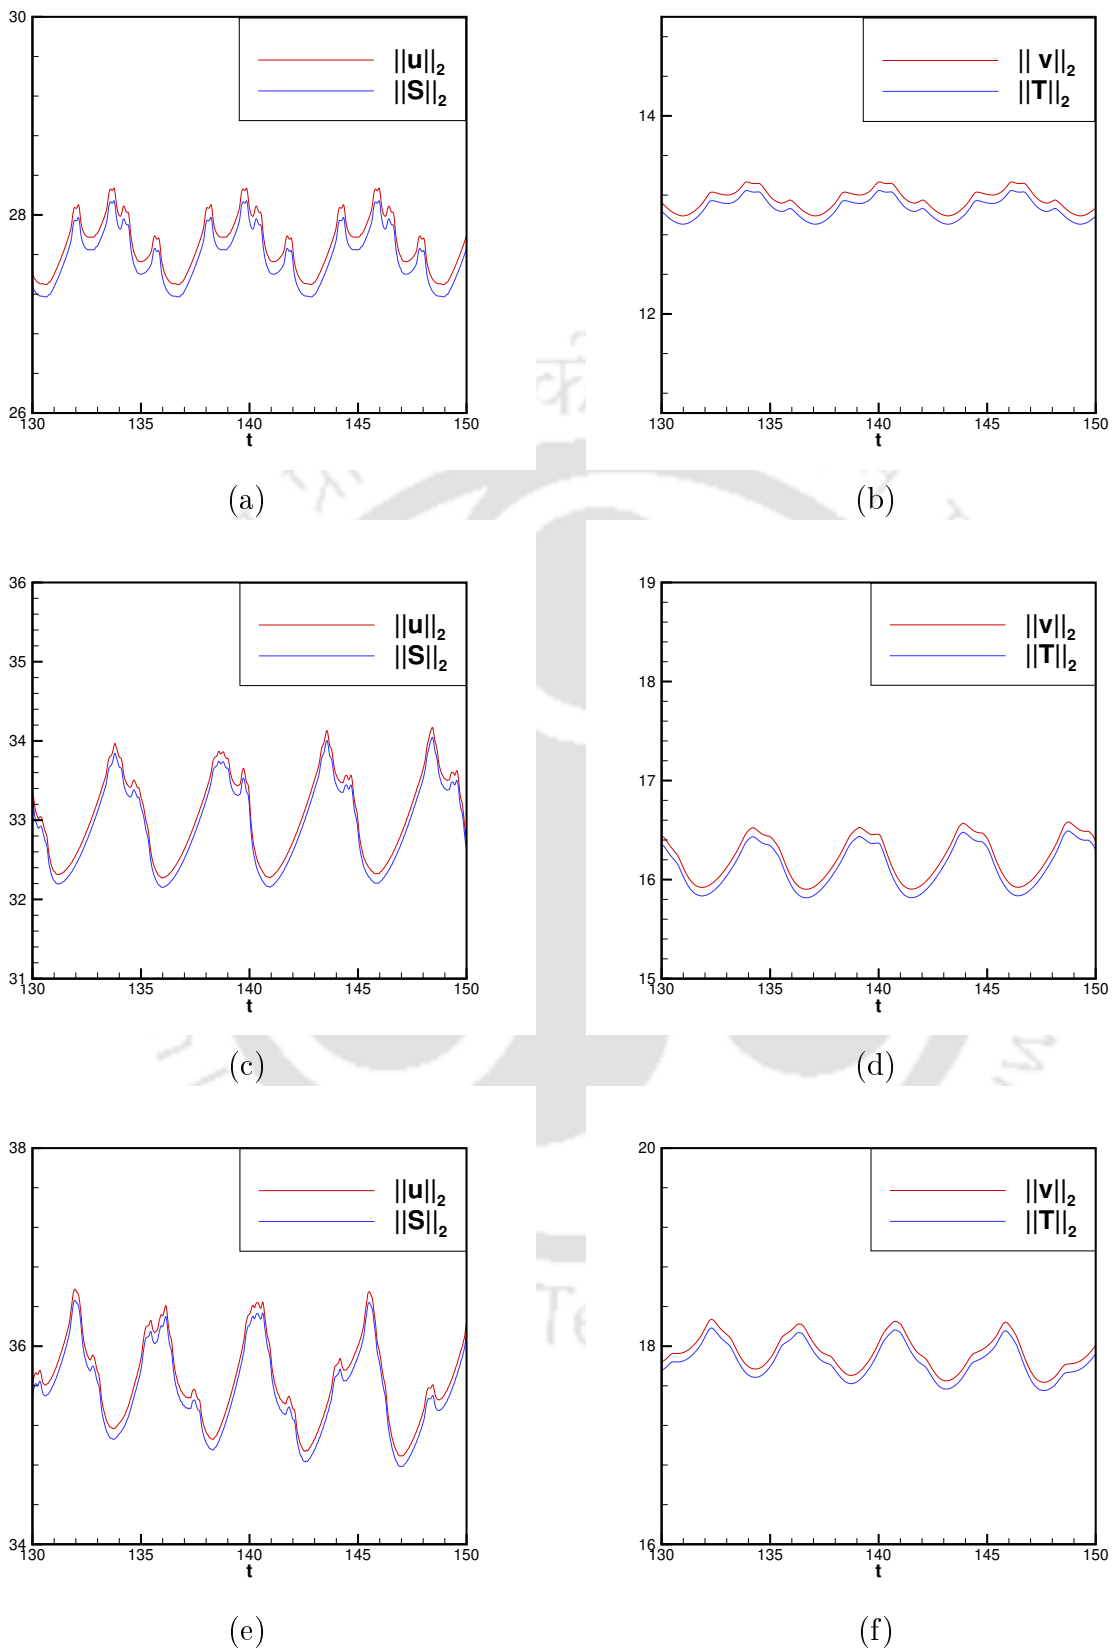 30
28
26
130
135
140
145
150
t
||u||₂
||S||₂
(a)
14
12
130
135
140
145
150
t
|| v||₂
||T||₂
(b)
36
35
34
33
32
31
130
135
140
145
150
t
||u||₂
||S||₂
(c)
19
18
17
16
15
130
135
140
145
150
t
||v||₂
||T||₂
(d)
38
36
34
130
135
140
145
150
t
||u||₂
||S||₂
(e)
20
18
16
130
135
140
145
150
t
||v||₂
||T||₂
(f)